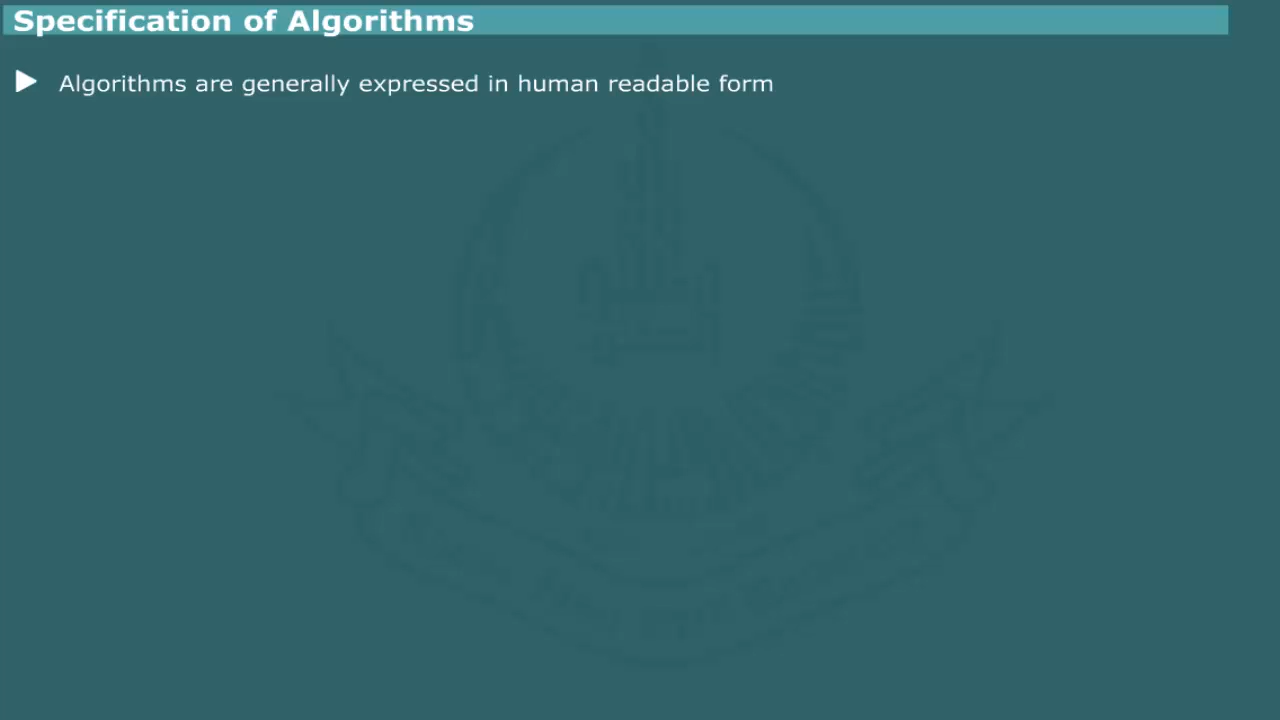 Specification of Algorithms
Algorithms are generally expressed in human readable form